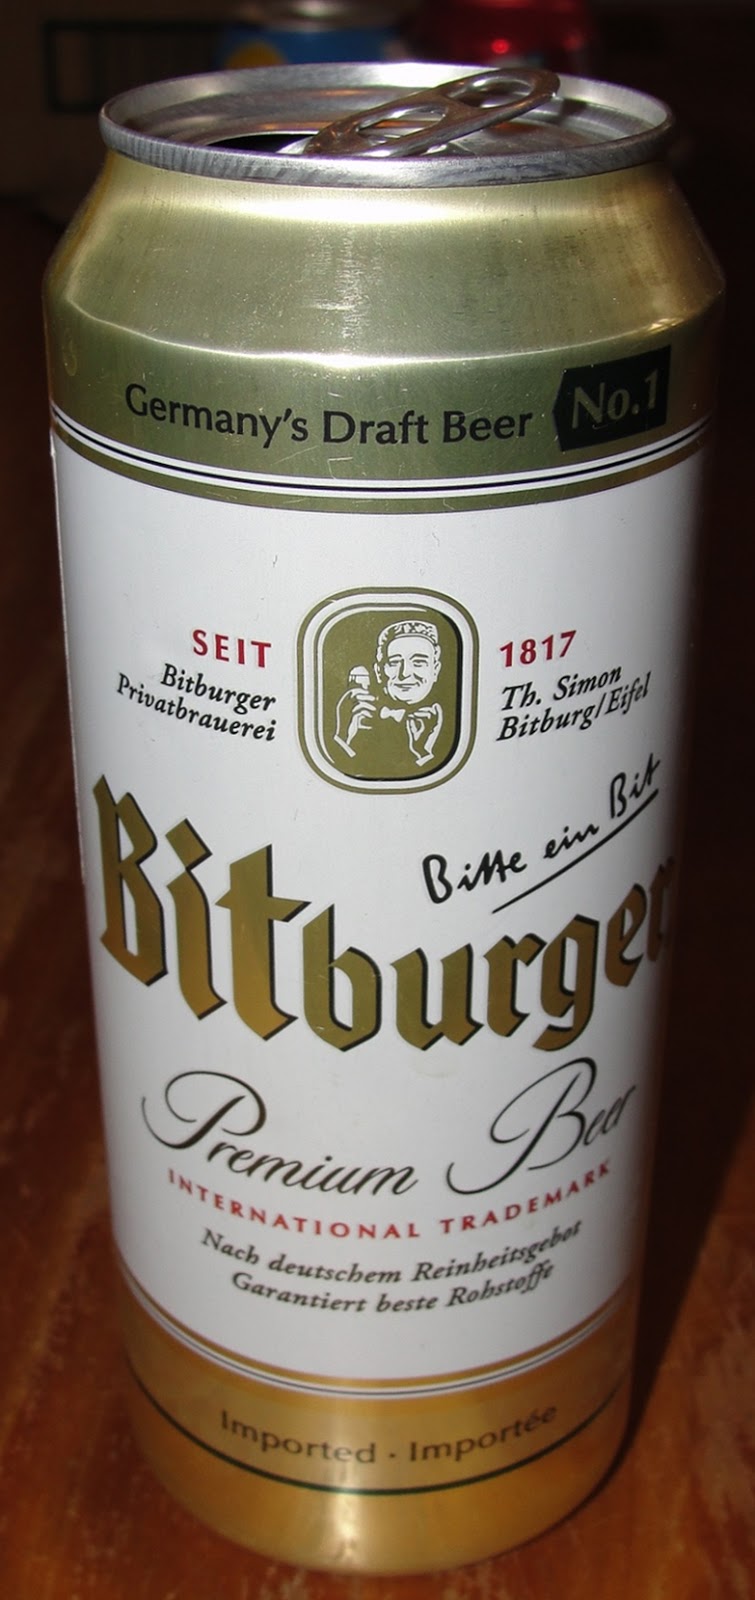 Germany's Draft Beer No.1
SEIT
Bitburger
Privatbrauerei
1817
Th. Simon
Bitburg/Eifel
Bitte ein Bit
Bitburger
Premium Beer
INTERNATIONAL TRADEMARK
Nach deutschem Reinheitsgebot
Garantiert beste Rohstoffe
Imported · Importée